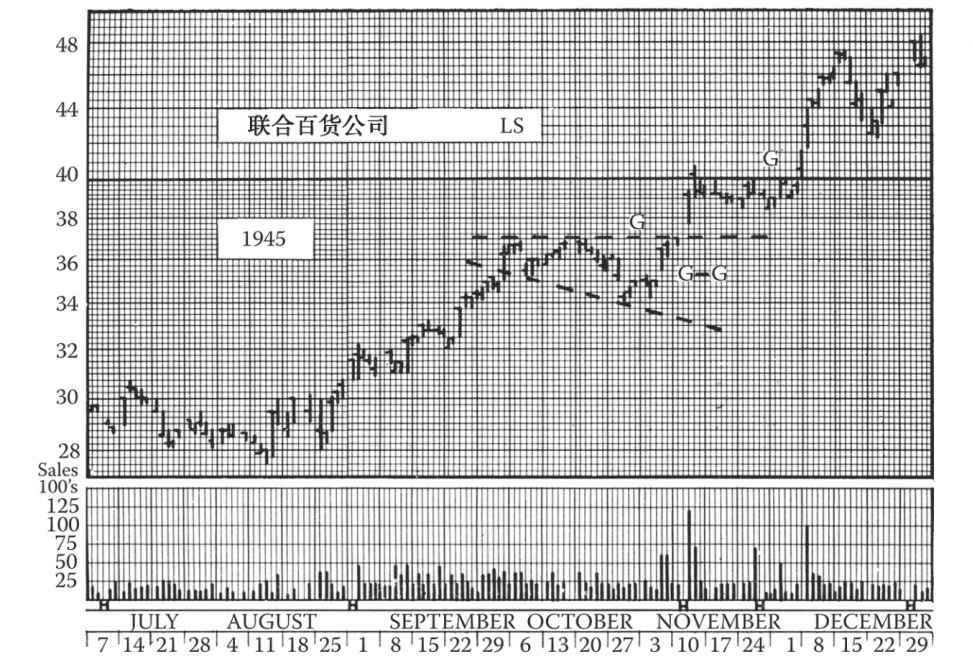 48
44
联合百货公司 LS
G
40
38
G
1945
36
G—G
34
32
30
28
Sales
100's
125
100
75
50
25
H H H H H
JULY AUGUST SEPTEMBER OCTOBER NOVEMBER DECEMBER
7 14 21 28 4 11 18 25 1 8 15 22 29 6 13 20 27 3 10 17 24 1 8 15 22 29